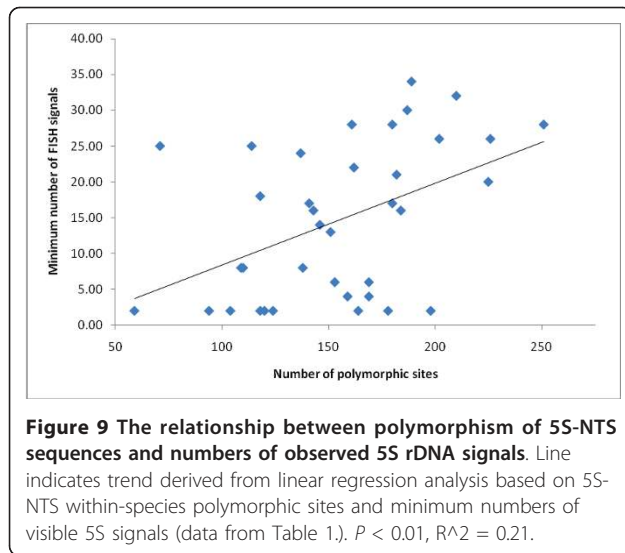 40.00
35.00
30.00
25.00
20.00
15.00
10.00
5.00
0.00
Minimum number of FISH signals
50 100 150 200 250
Number of polymorphic sites
Figure 9 The relationship between polymorphism of 5S-NTS
sequences and numbers of observed 5S rDNA signals. Line
indicates trend derived from linear regression analysis based on 5S-
NTS within-species polymorphic sites and minimum numbers of
visible 5S signals (data from Table 1.). P < 0.01, R^2 = 0.21.